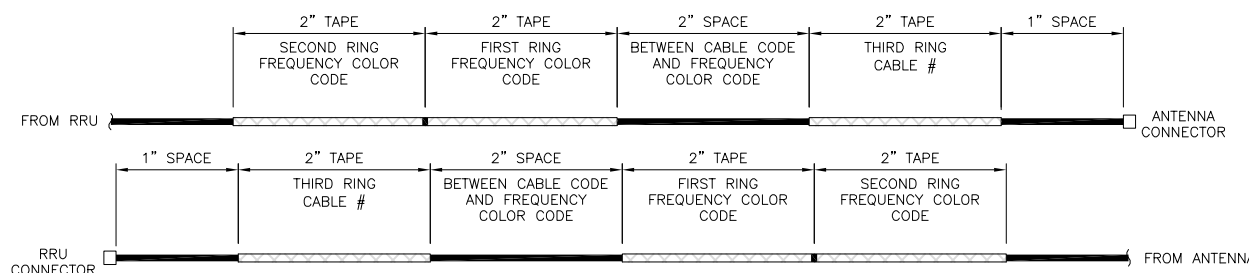 2" TAPE 2" TAPE 2" SPACE 2" TAPE 1" SPACE
SECOND RING FIRST RING BETWEEN CABLE CODE THIRD RING
FREQUENCY COLOR FREQUENCY COLOR AND FREQUENCY CABLE #
CODE CODE COLOR CODE
FROM RRU ANTENNA
CONNECTOR
1" SPACE 2" TAPE 2" SPACE 2" TAPE 2" TAPE
THIRD RING BETWEEN CABLE CODE FIRST RING SECOND RING
CABLE # AND FREQUENCY FREQUENCY COLOR FREQUENCY COLOR
COLOR CODE CODE CODE
RRU FROM ANTENNA
CONNECTOR